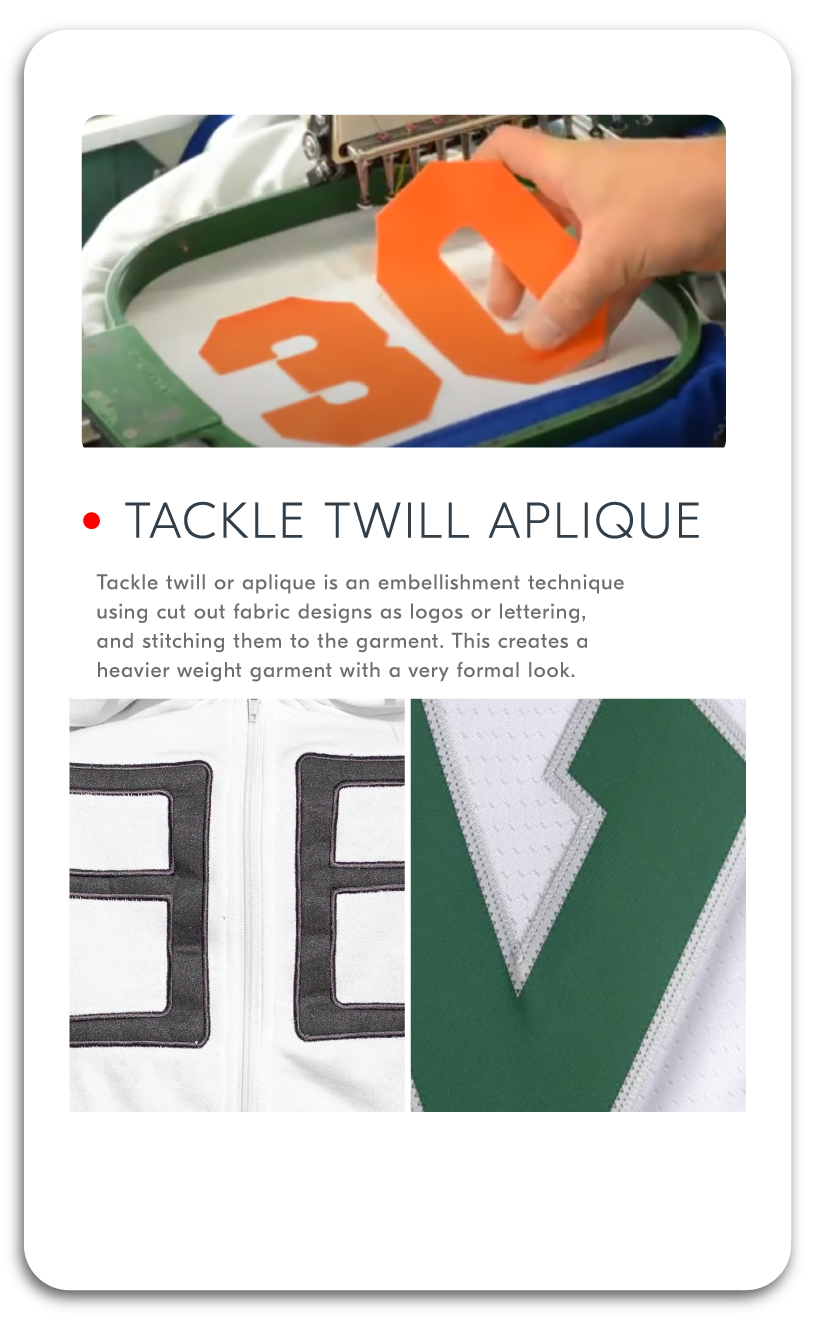 TACKLE TWILL APLIQUE
Tackle twill or aplique is an embellishment technique
using cut out fabric designs as logos or lettering,
and stitching them to the garment. This creates a
heavier weight garment with a very formal look.
30